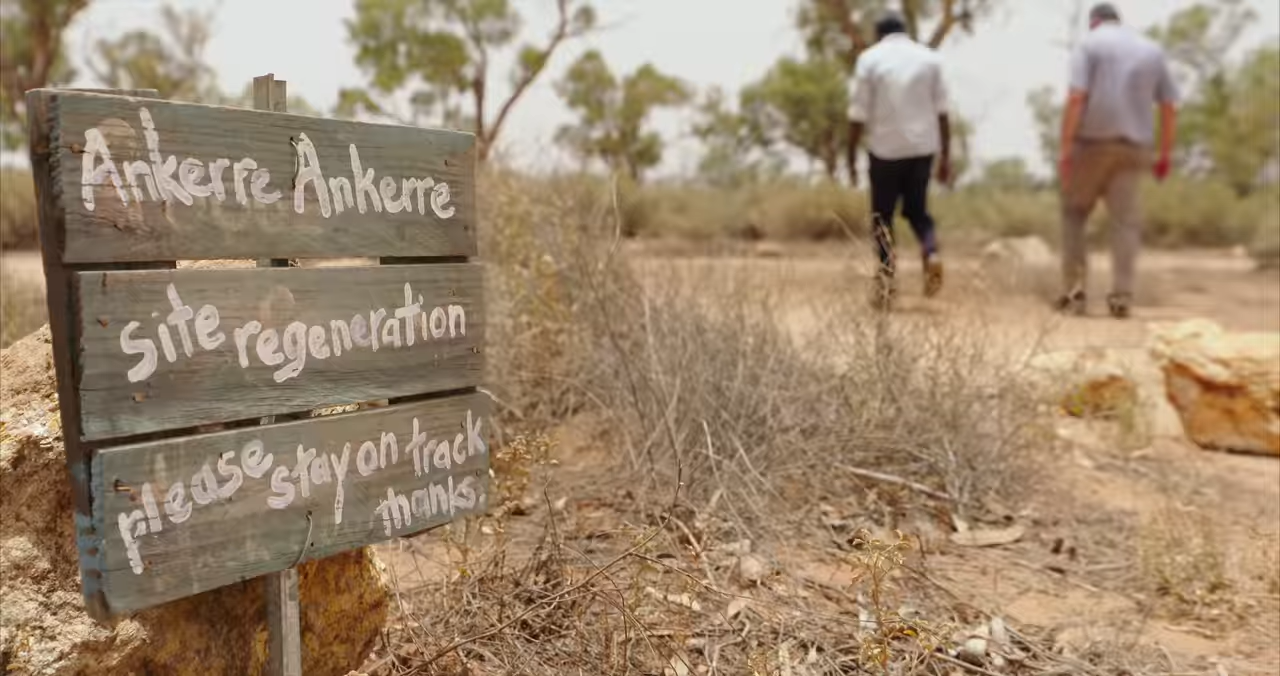 Ankerre Ankerre
site regeneration
please stay on track
thanks.